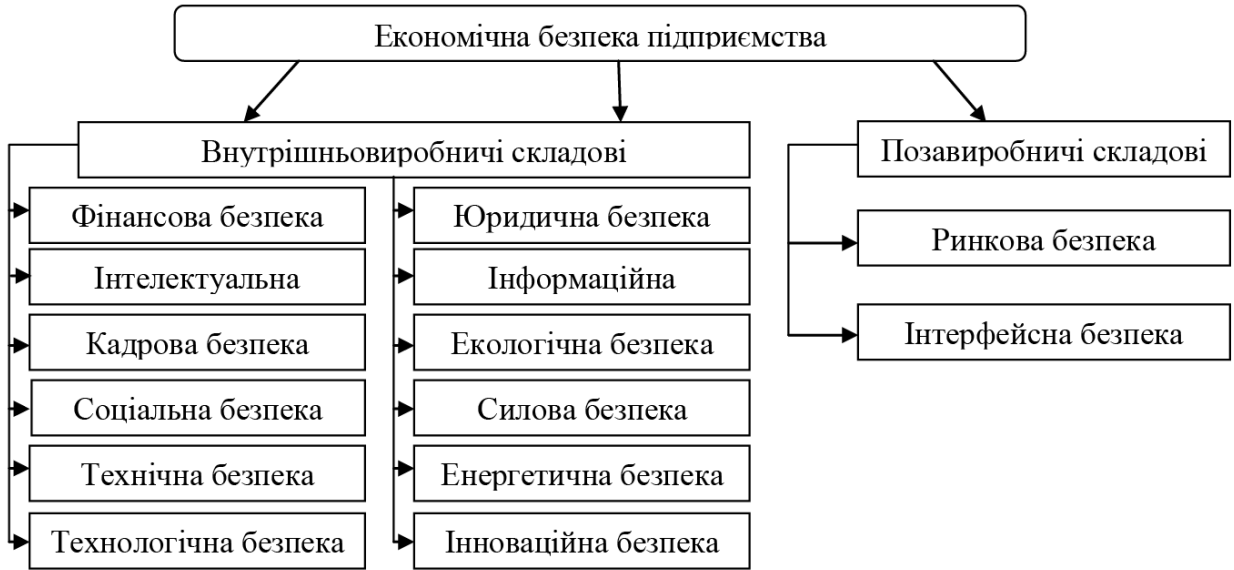 Економічна безпека підприємства
Внутрішньовиробничі складові
Позавиробничі складові
Фінансова безпека
Юридична безпека
Ринкова безпека
Інтелектуальна
Інформаційна
Інтерфейсна безпека
Кадрова безпека
Екологічна безпека
Соціальна безпека
Силова безпека
Технічна безпека
Енергетична безпека
Технологічна безпека
Інноваційна безпека